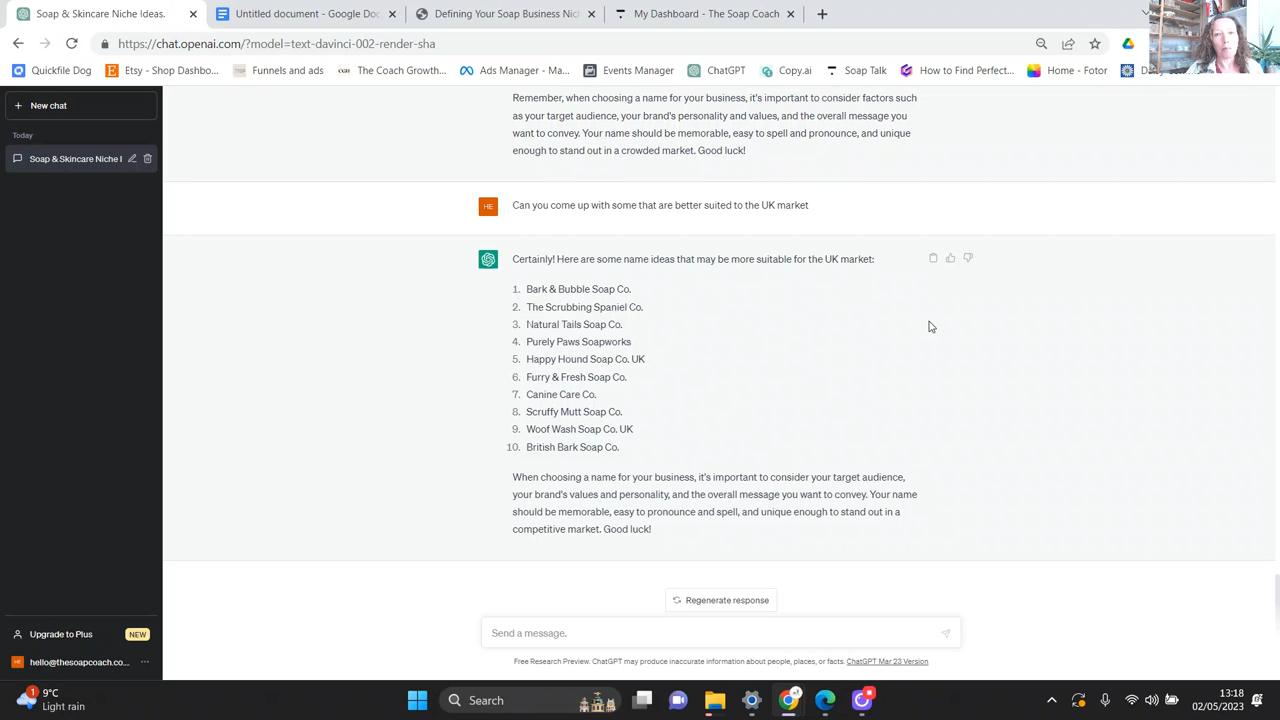 Soap & Skincare Niche Ideas.
Untitled document - Google Doc
Defining Your Soap Business Nic
My Dashboard - The Soap Coach
https://chat.openai.com/?model=text-davinci-002-render-sha
Quickfile Dog
Etsy - Shop Dashbo...
Funnels and ads
The Coach Growth...
Ads Manager - Ma...
Events Manager
ChatGPT
Copy.ai
Soap Talk
How to Find Perfect...
Home - Fotor
New chat
Today
Soap & Skincare Niche I
Remember, when choosing a name for your business, it's important to consider factors such
as your target audience, your brand's personality and values, and the overall message you
want to convey. Your name should be memorable, easy to spell and pronounce, and unique
enough to stand out in a crowded market. Good luck!
HE
Can you come up with some that are better suited to the UK market
Certainly! Here are some name ideas that may be more suitable for the UK market:
1. Bark & Bubble Soap Co.
2. The Scrubbing Spaniel Co.
3. Natural Tails Soap Co.
4. Purely Paws Soapworks
5. Happy Hound Soap Co. UK
6. Furry & Fresh Soap Co.
7. Canine Care Co.
8. Scruffy Mutt Soap Co.
9. Woof Wash Soap Co. UK
10. British Bark Soap Co.
When choosing a name for your business, it's important to consider your target audience,
your brand's values and personality, and the overall message you want to convey. Your name
should be memorable, easy to pronounce and spell, and unique enough to stand out in a
competitive market. Good luck!
Regenerate response
Send a message.
Free Research Preview. ChatGPT may produce inaccurate information about people, places, or facts. ChatGPT Mar 23 Version
Upgrade to Plus
NEW
HE
hello@thesoapcoach.co...
1
9°C
Light rain
Search
13:18
02/05/2023